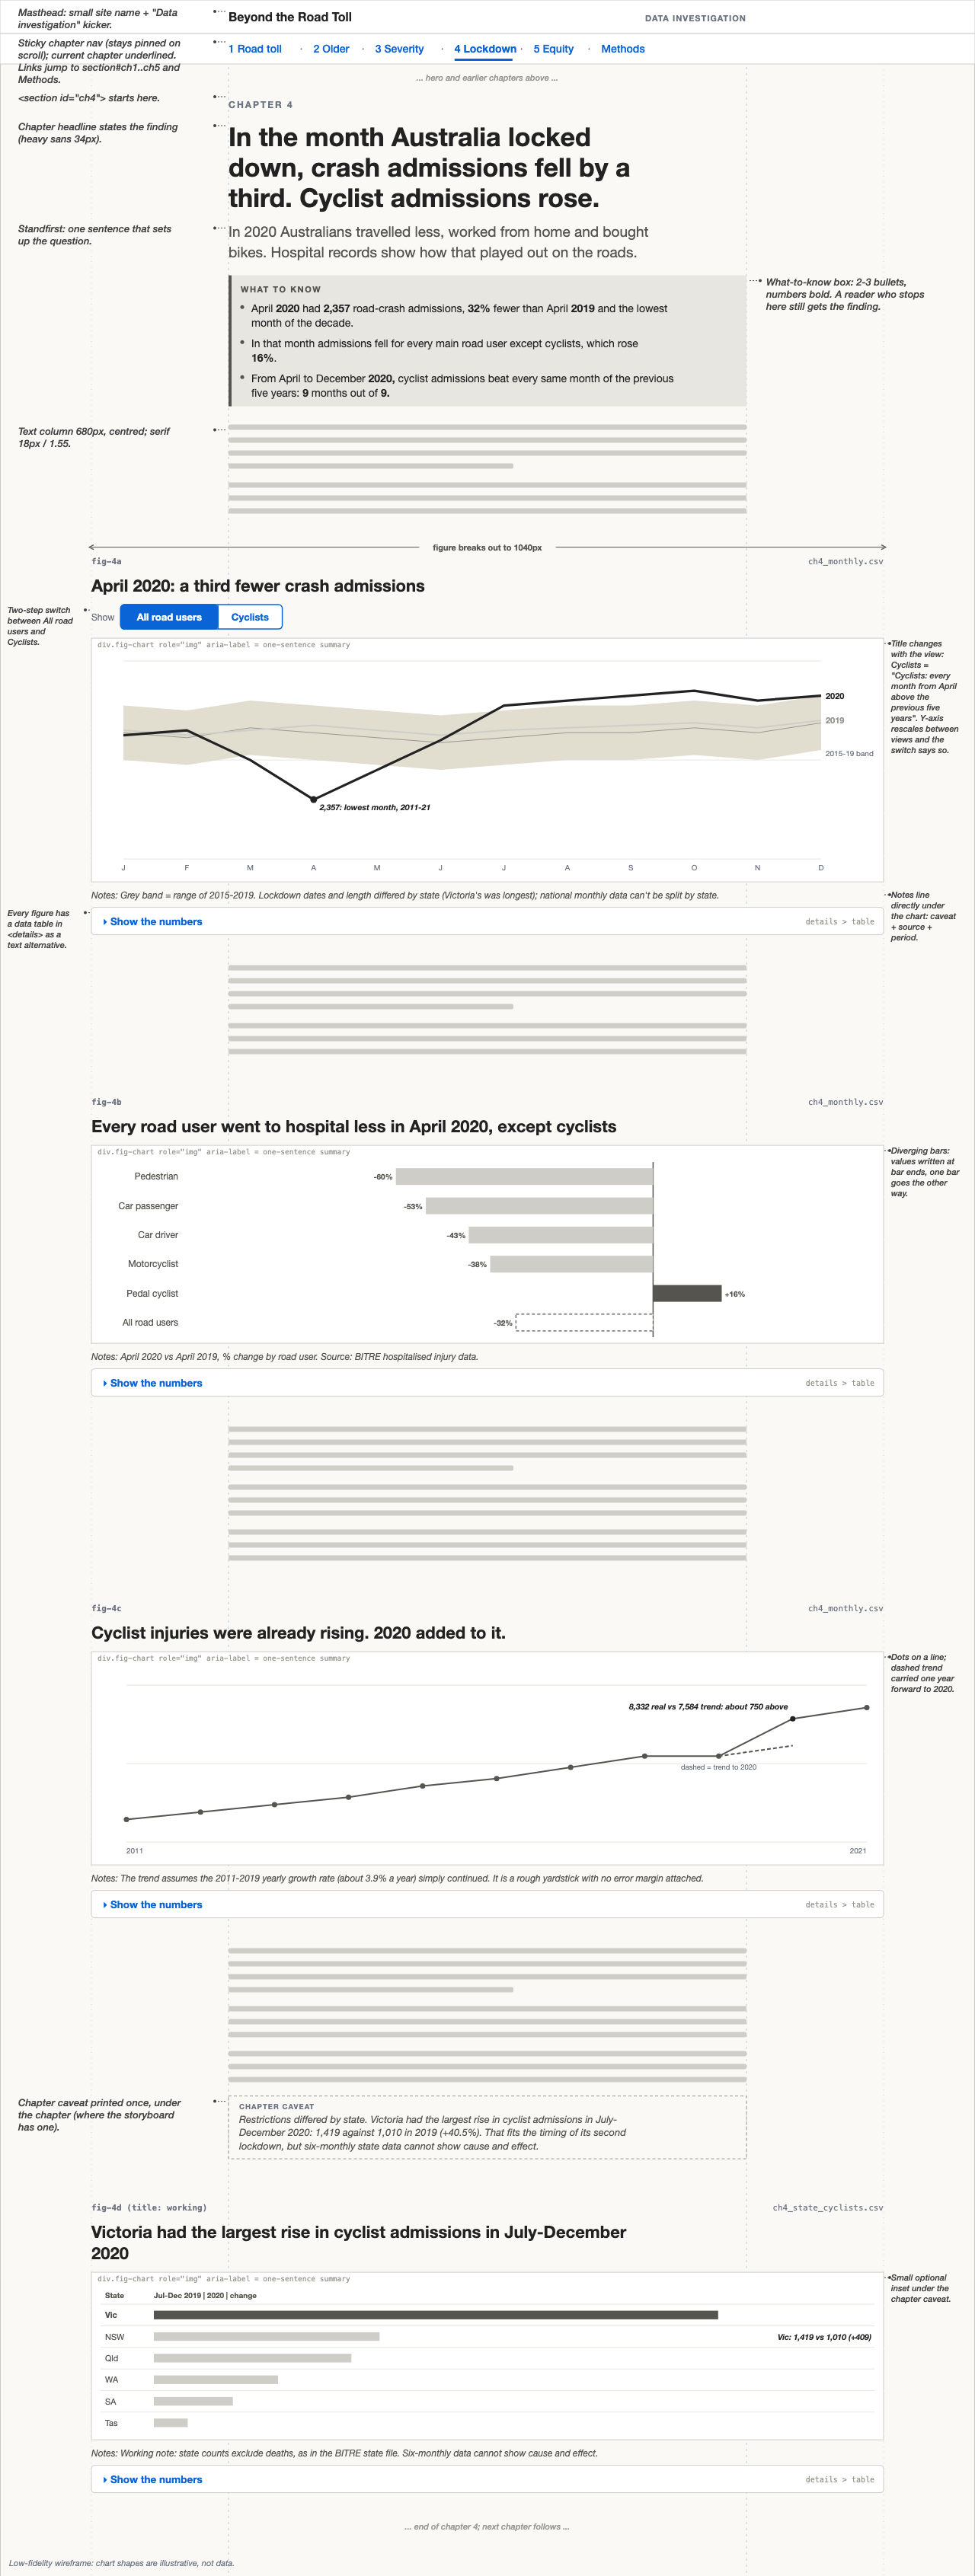 Masthead: small site name + "Data
investigation" kicker.
Beyond the Road Toll
DATA INVESTIGATION
Sticky chapter nav (stays pinned on
scroll); current chapter underlined.
Links jump to section#ch1..ch5 and
Methods.
1 Road toll · 2 Older · 3 Severity · 4 Lockdown · 5 Equity · Methods
... hero and earlier chapters above ...
<section id="ch4"> starts here.
CHAPTER 4
Chapter headline states the finding
(heavy sans 34px).
In the month Australia locked
down, crash admissions fell by a
third. Cyclist admissions rose.
Standfirst: one sentence that sets
up the question.
In 2020 Australians travelled less, worked from home and bought
bikes. Hospital records show how that played out on the roads.
WHAT TO KNOW
• April 2020 had 2,357 road-crash admissions, 32% fewer than April 2019 and the lowest
month of the decade.
• In that month admissions fell for every main road user except cyclists, which rose
16%.
• From April to December 2020, cyclist admissions beat every same month of the previous
five years: 9 months out of 9.
What-to-know box: 2-3 bullets,
numbers bold. A reader who stops
here still gets the finding.
Text column 680px, centred; serif
18px / 1.55.
figure breaks out to 1040px
fig-4a
ch4_monthly.csv
April 2020: a third fewer crash admissions
Two-step switch
between All road
users and
Cyclists.
Show
All road users
Cyclists
div.fig-chart role="img" aria-label = one-sentence summary
Title changes
with the view:
Cyclists =
"Cyclists: every
month from April
above the
previous five
years". Y-axis
rescales between
views and the
switch says so.
2020
2019
2015-19 band
2,357: lowest month, 2011-21
J F M A M J J A S O N D
Notes: Grey band = range of 2015-2019. Lockdown dates and length differed by state (Victoria's was longest); national monthly data can't be split by state.
Notes line
directly under
the chart: caveat
+ source +
period.
Every figure has
a data table in
<details> as a
text alternative.
Show the numbers
details > table
fig-4b
ch4_monthly.csv
Every road user went to hospital less in April 2020, except cyclists
div.fig-chart role="img" aria-label = one-sentence summary
Diverging bars:
values written at
bar ends, one bar
goes the other
way.
Pedestrian -60%
Car passenger -53%
Car driver -43%
Motorcyclist -38%
Pedal cyclist +16%
All road users -32%
Notes: April 2020 vs April 2019, % change by road user. Source: BITRE hospitalised injury data.
Show the numbers
details > table
fig-4c
ch4_monthly.csv
Cyclist injuries were already rising. 2020 added to it.
div.fig-chart role="img" aria-label = one-sentence summary
Dots on a line;
dashed trend
carried one year
forward to 2020.
8,332 real vs 7,584 trend: about 750 above
dashed = trend to 2020
2011
2021
Notes: The trend assumes the 2011-2019 yearly growth rate (about 3.9% a year) simply continued. It is a rough yardstick with no error margin attached.
Show the numbers
details > table
Chapter caveat printed once, under
the chapter (where the storyboard
has one).
CHAPTER CAVEAT
Restrictions differed by state. Victoria had the largest rise in cyclist admissions in July-
December 2020: 1,419 against 1,010 in 2019 (+40.5%). That fits the timing of its second
lockdown, but six-monthly state data cannot show cause and effect.
fig-4d (title: working)
ch4_state_cyclists.csv
Victoria had the largest rise in cyclist admissions in July-December
2020
div.fig-chart role="img" aria-label = one-sentence summary
Small optional
inset under the
chapter caveat.
State
Jul-Dec 2019 | 2020 | change
Vic
NSW
Vic: 1,419 vs 1,010 (+409)
Qld
WA
SA
Tas
Notes: Working note: state counts exclude deaths, as in the BITRE state file. Six-monthly data cannot show cause and effect.
Show the numbers
details > table
... end of chapter 4; next chapter follows ...
Low-fidelity wireframe: chart shapes are illustrative, not data.